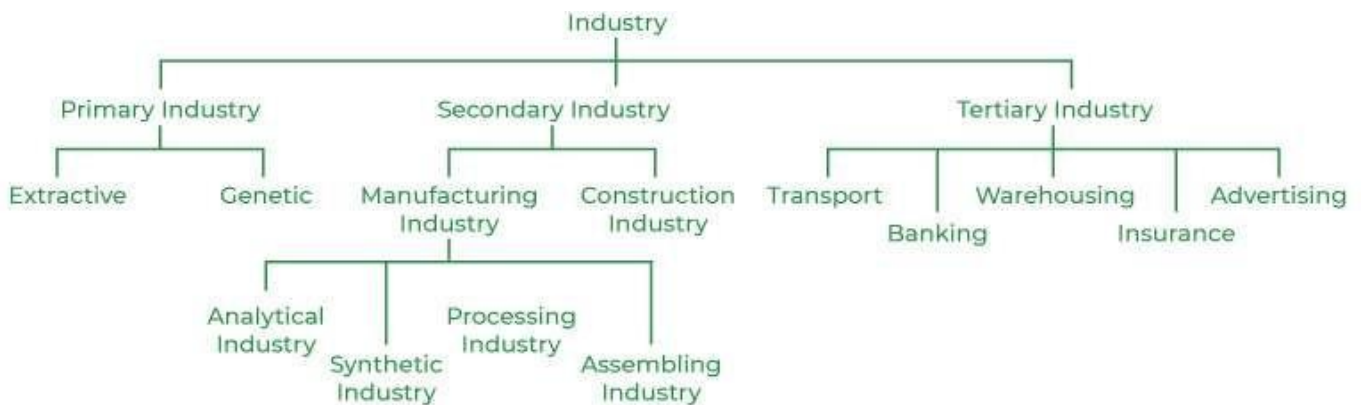 Industry
Primary Industry
Secondary Industry
Tertiary Industry
Extractive
Genetic
Manufacturing
Industry
Construction
Industry
Transport
Banking
Warehousing
Insurance
Advertising
Analytical
Industry
Synthetic
Industry
Processing
Industry
Assembling
Industry